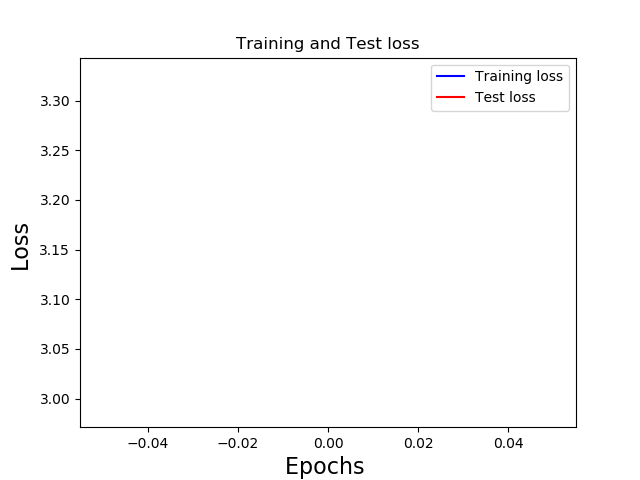 Training and Test loss
Training loss
Test loss
3.30
3.25
3.20
3.15
3.10
3.05
3.00
Loss
−0.04 −0.02 0.00 0.02 0.04
Epochs